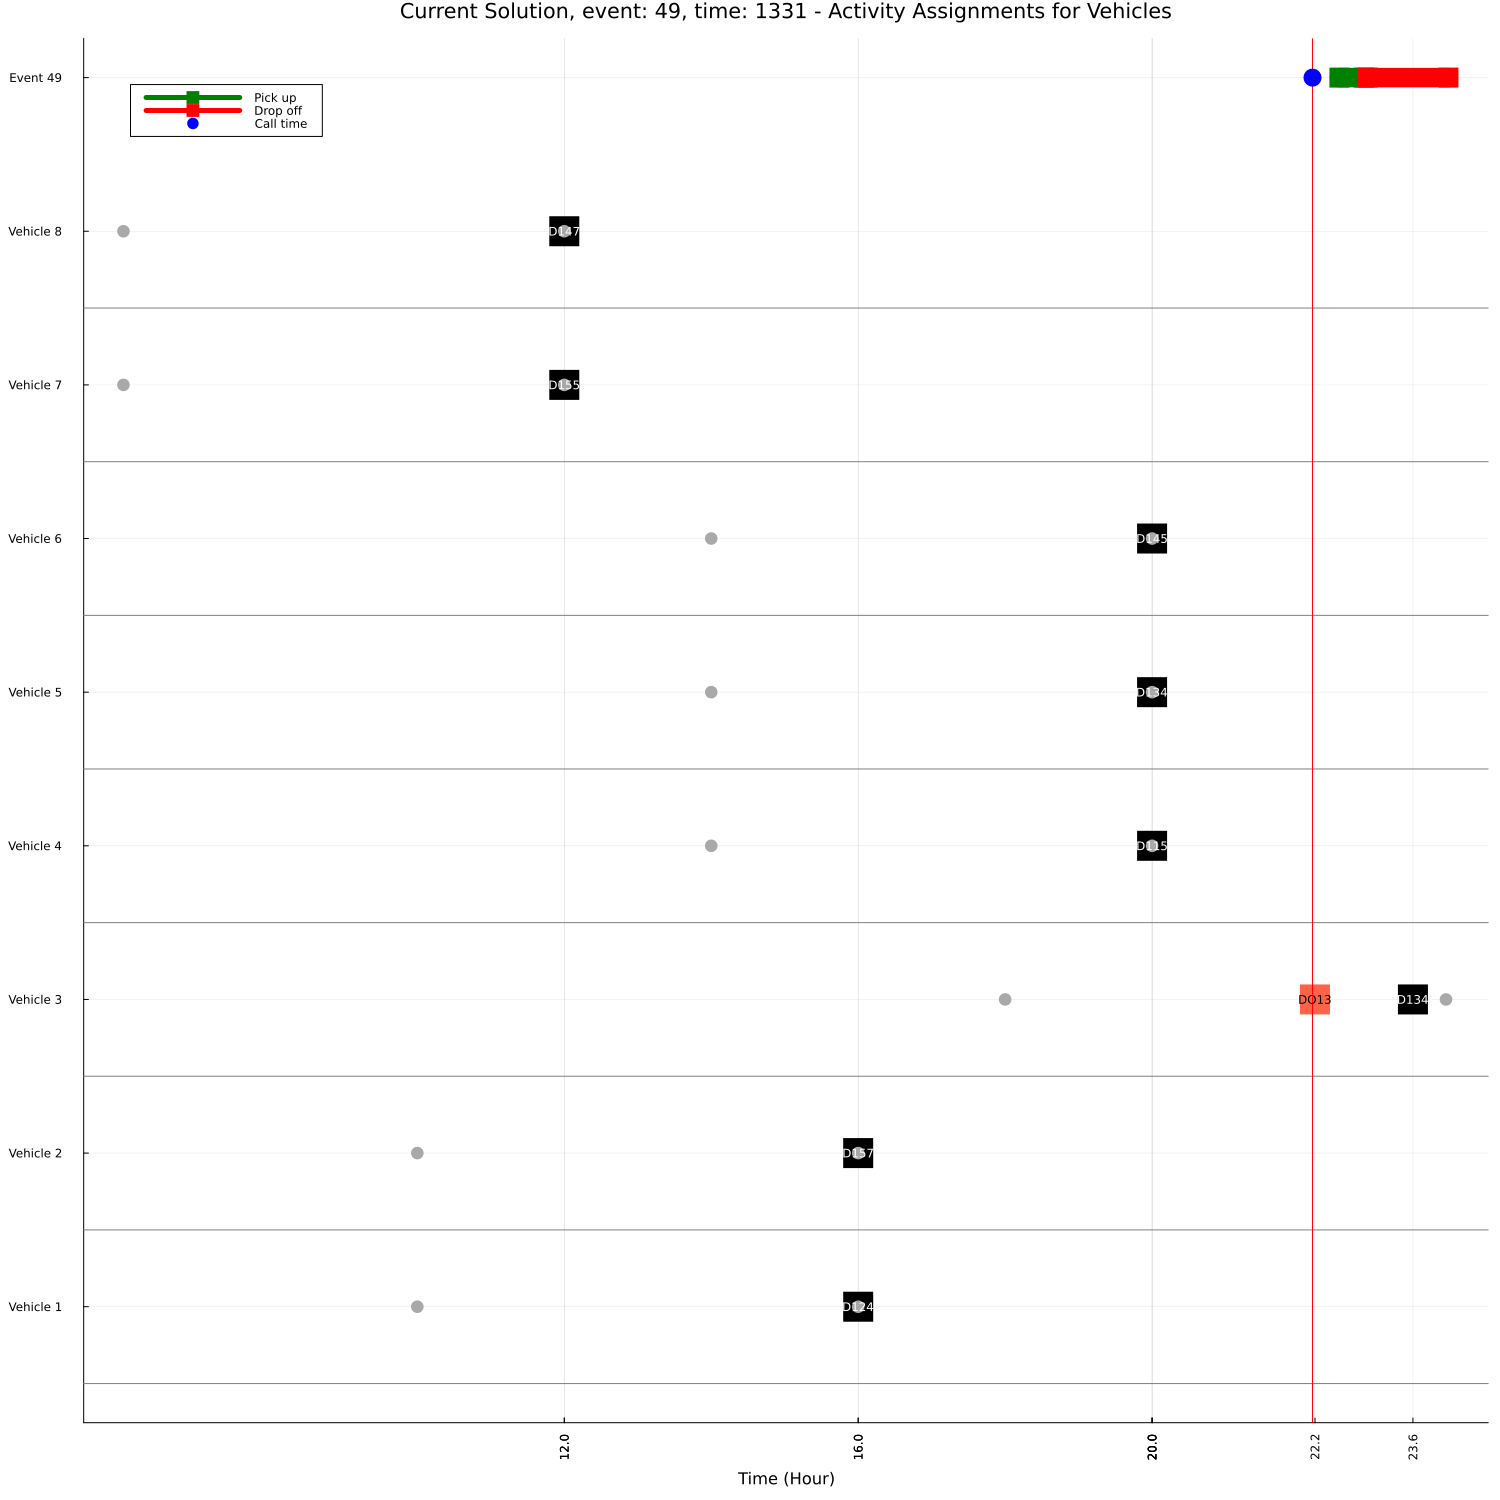 Current Solution, event: 49, time: 1331 - Activity Assignments for Vehicles
Event 49
Pick up
Drop off
Call time
Vehicle 8
D147
Vehicle 7
D155
Vehicle 6
D145
Vehicle 5
D134
Vehicle 4
D115
Vehicle 3
DO13
D134
Vehicle 2
D157
Vehicle 1
D124
12.0
16.0
20.0
22.2
23.6
Time (Hour)